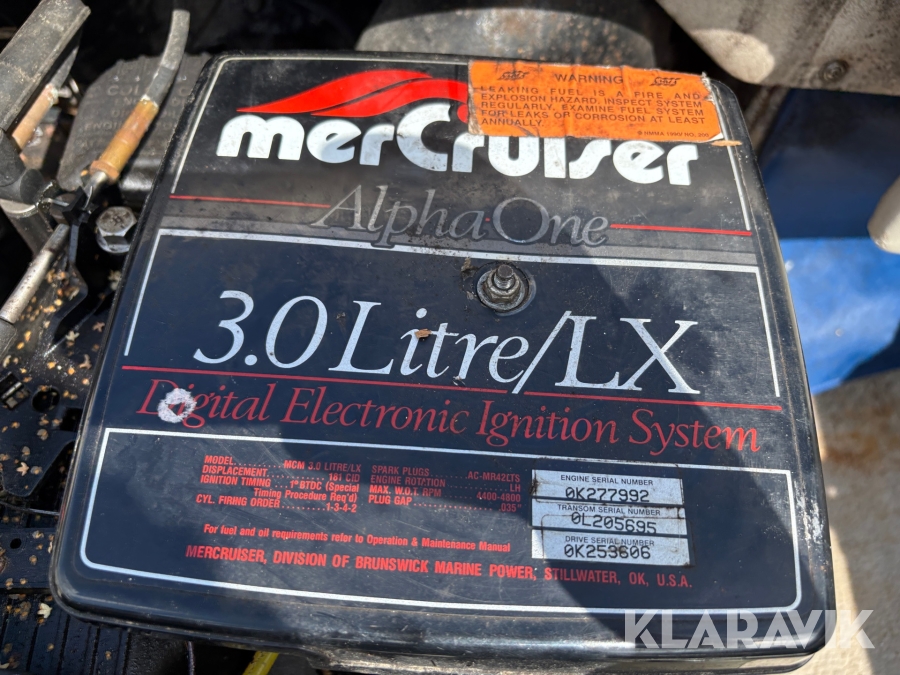 WARNING
LEAKING FUEL IS A FIRE AND
EXPLOSION HAZARD. INSPECT SYSTEM
REGULARLY. EXAMINE FUEL SYSTEM
FOR LEAKS OR CORROSION AT LEAST
ANNUALLY.
merCruiser
Alpha One
3.0 Litre/LX
Digital Electronic Ignition System
MODEL......... MCM 3.0 LITRE/LX
DISPLACEMENT......... 181 CID
IGNITION TIMING .... 1° BTDC (Special
Timing Procedure Req'd)
CYL. FIRING ORDER ......... 1-3-4-2
SPARK PLUGS....... AC-MR42LTS
ENGINE ROTATION ......... LH
MAX. W.O.T. RPM ..... 4400-4800
PLUG GAP ......... .035"
For fuel and oil requirements refer to Operation & Maintenance Manual
MERCRUISER, DIVISION OF BRUNSWICK MARINE POWER, STILLWATER, OK, U.S.A.
ENGINE SERIAL NUMBER
0K277992
TRANSOM SERIAL NUMBER
0L205695
DRIVE SERIAL NUMBER
0K253606
KLARAVIK